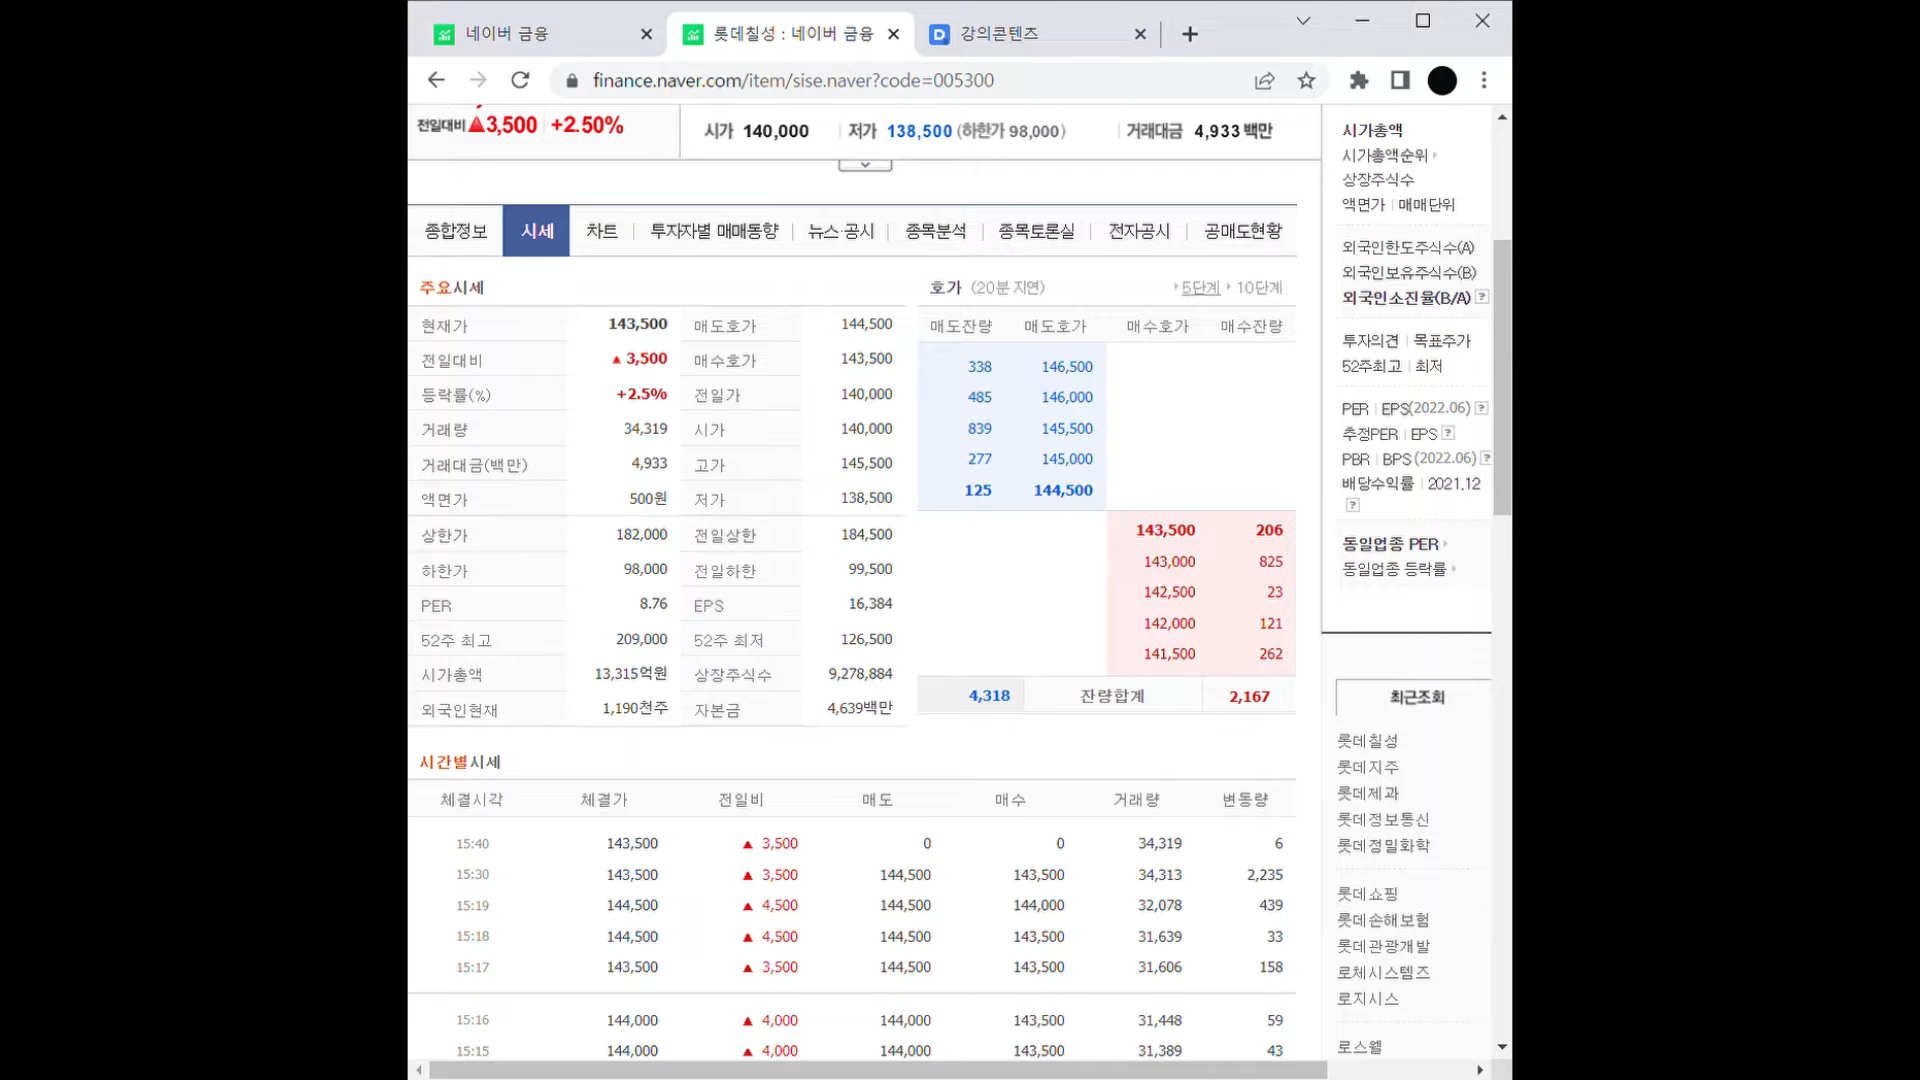 네이버 금융
롯데칠성 : 네이버 금융
강의콘텐츠
finance.naver.com/item/sise.naver?code=005300
전일대비 ▲3,500 +2.50%
시가 140,000 저가 138,500 (하한가 98,000) 거래대금 4,933 백만
종합정보 시세 차트 투자자별 매매동향 뉴스·공시 종목분석 종목토론실 전자공시 공매도현황
주요시세
현재가 143,500 매도호가 144,500
전일대비 ▲ 3,500 매수호가 143,500
등락률(%) +2.5% 전일가 140,000
거래량 34,319 시가 140,000
거래대금(백만) 4,933 고가 145,500
액면가 500원 저가 138,500
상한가 182,000 전일상한 184,500
하한가 98,000 전일하한 99,500
PER 8.76 EPS 16,384
52주 최고 209,000 52주 최저 126,500
시가총액 13,315억원 상장주식수 9,278,884
외국인현재 1,190천주 자본금 4,639백만
호가 (20분 지연) 5단계 10단계
매도잔량 매도호가 매수호가 매수잔량
338 146,500
485 146,000
839 145,500
277 145,000
125 144,500
143,500 206
143,000 825
142,500 23
142,000 121
141,500 262
4,318 잔량합계 2,167
시간별시세
체결시각 체결가 전일비 매도 매수 거래량 변동량
15:40 143,500 ▲ 3,500 0 0 34,319 6
15:30 143,500 ▲ 3,500 144,500 143,500 34,313 2,235
15:19 144,500 ▲ 4,500 144,500 144,000 32,078 439
15:18 144,500 ▲ 4,500 144,500 143,500 31,639 33
15:17 143,500 ▲ 3,500 144,500 143,500 31,606 158
15:16 144,000 ▲ 4,000 144,000 143,500 31,448 59
15:15 144,000 ▲ 4,000 144,000 143,500 31,389 43
시가총액
시가총액순위
상장주식수
액면가 매매단위
외국인한도주식수(A)
외국인보유주식수(B)
외국인소진율(B/A) ?
투자의견 목표주가
52주최고 최저
PER EPS(2022.06) ?
추정PER EPS ?
PBR BPS (2022.06) ?
배당수익률 2021.12
?
동일업종 PER
동일업종 등락률
최근조회
롯데칠성
롯데지주
롯데제과
롯데정보통신
롯데정밀화학
롯데쇼핑
롯데손해보험
롯데관광개발
로체시스템즈
로지시스
로스웰